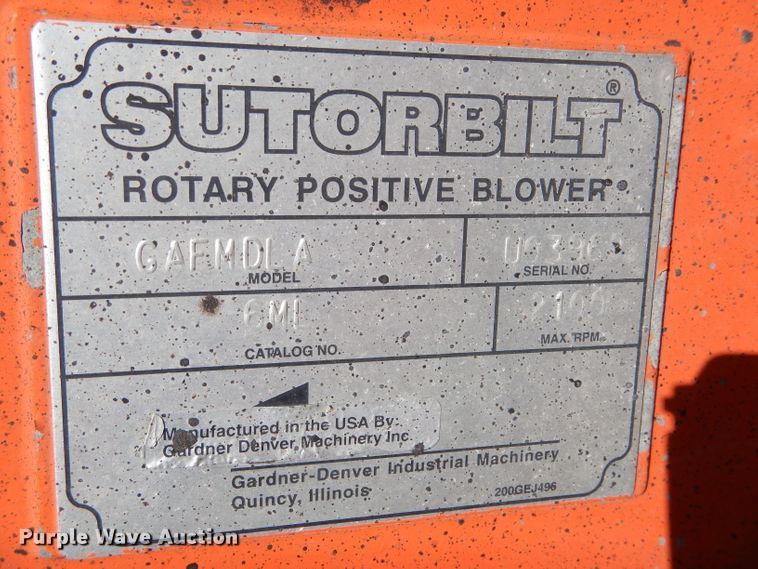 SUTORBILT®
ROTARY POSITIVE BLOWER
GAFMDLA
MODEL
SERIAL NO.
6ML
CATALOG NO.
2100
MAX. RPM
Manufactured in the USA By:
Gardner Denver Machinery Inc.
Gardner-Denver Industrial Machinery
Quincy, Illinois
200GEJ496
Purple Wave Auction